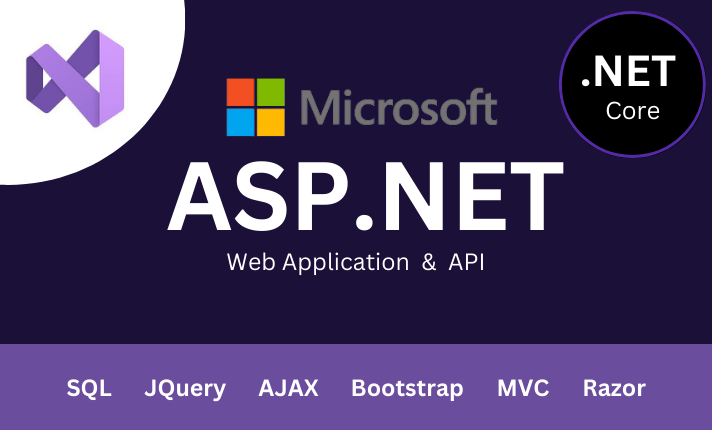 .NET
Core
Microsoft
ASP.NET
Web Application & API
SQL JQuery AJAX Bootstrap MVC Razor